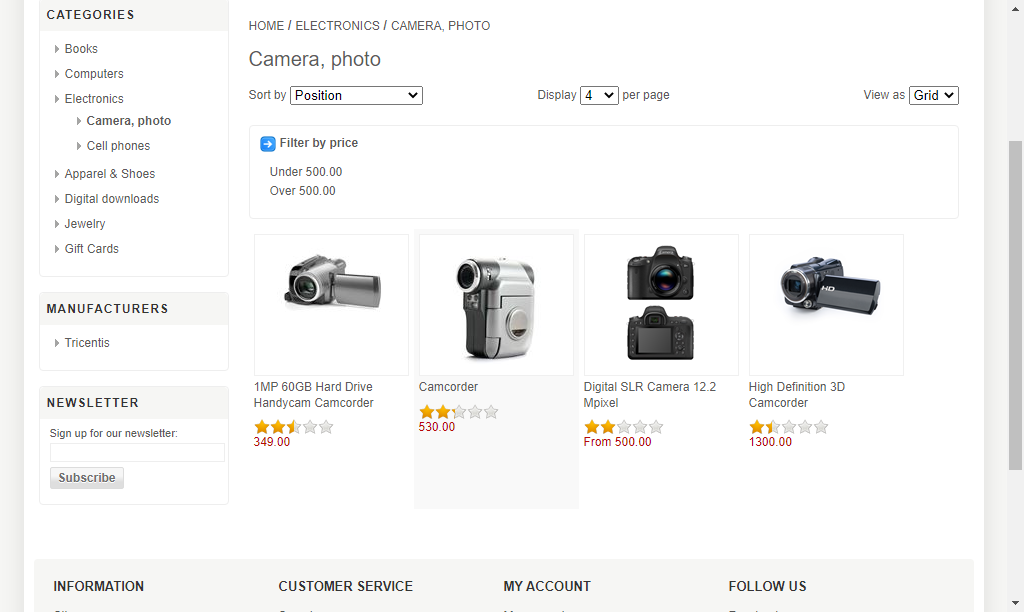 CATEGORIES
Books
Computers
Electronics
Camera, photo
Cell phones
Apparel & Shoes
Digital downloads
Jewelry
Gift Cards
MANUFACTURERS
Tricentis
NEWSLETTER
Sign up for our newsletter:
Subscribe
HOME / ELECTRONICS / CAMERA, PHOTO
Camera, photo
Sort by Position Display 4 per page View as Grid
Filter by price
Under 500.00
Over 500.00
HD
1MP 60GB Hard Drive
Handycam Camcorder
349.00
Camcorder
530.00
Digital SLR Camera 12.2
Mpixel
From 500.00
High Definition 3D
Camcorder
1300.00
INFORMATION
CUSTOMER SERVICE
MY ACCOUNT
FOLLOW US